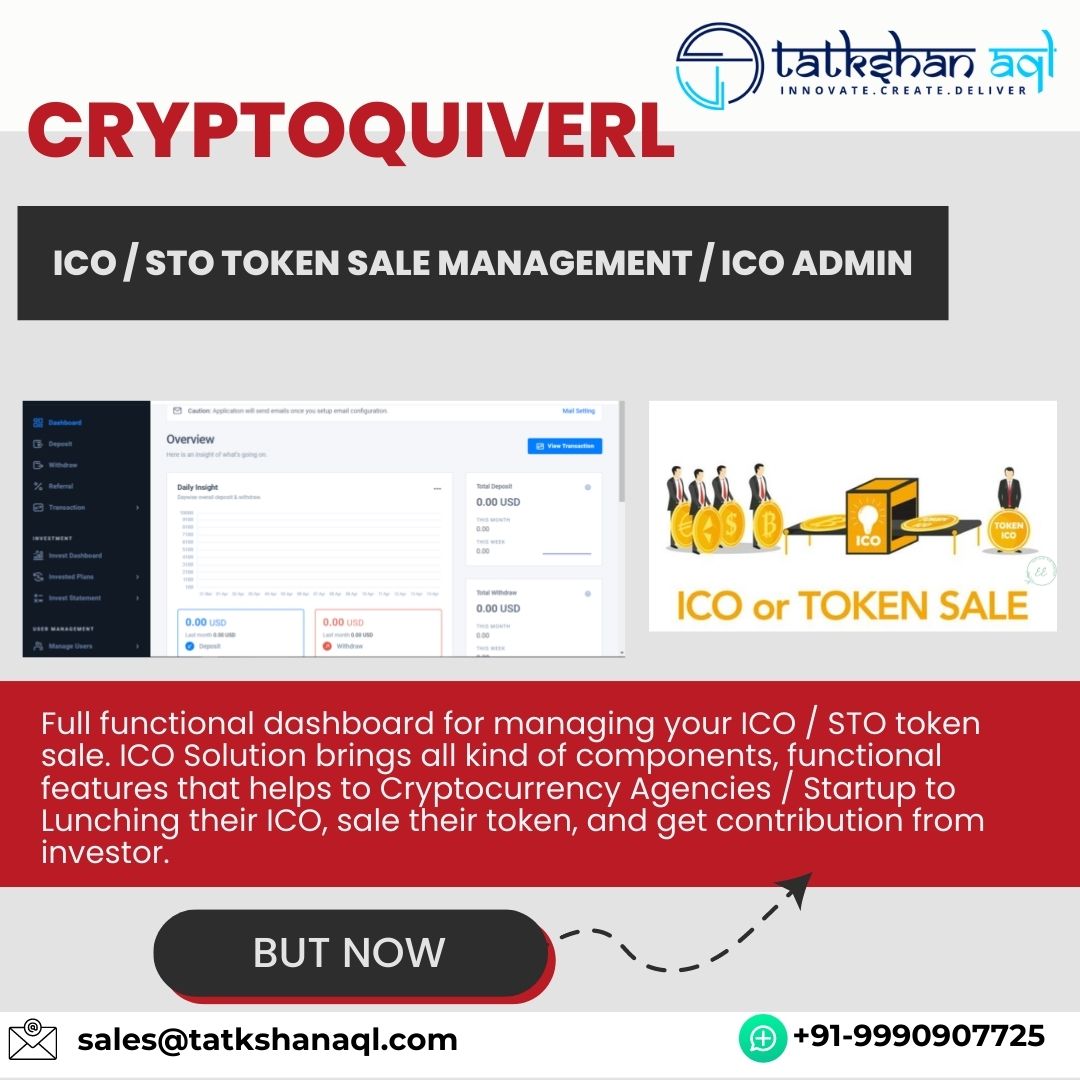 tatkshan aql
INNOVATE.CREATE.DELIVER
CRYPTOQUIVERL
ICO / STO TOKEN SALE MANAGEMENT / ICO ADMIN
Dashboard
Deposit
Withdraw
Referral
Transaction
INVESTMENT
Invest Dashboard
Invested Plans
Invest Statement
USER MANAGEMENT
Manage Users
Caution: Application will send emails once you setup email configuration.
Mail Setting
Overview
Here is an insight of what's going on.
View Transaction
Daily Insight
Daywise overall deposit & withdraw.
Total Deposit
0.00 USD
THIS MONTH
0.00
THIS WEEK
0.00
Total Withdraw
0.00 USD
THIS MONTH
0.00
0.00 USD
Last month 0.00 USD
Deposit
0.00 USD
Last month 0.00 USD
Withdraw
ICO
TOKEN
ICO
EE
ICO or TOKEN SALE
Full functional dashboard for managing your ICO / STO token
sale. ICO Solution brings all kind of components, functional
features that helps to Cryptocurrency Agencies / Startup to
Lunching their ICO, sale their token, and get contribution from
investor.
BUT NOW
sales@tatkshanaql.com
+91-9990907725